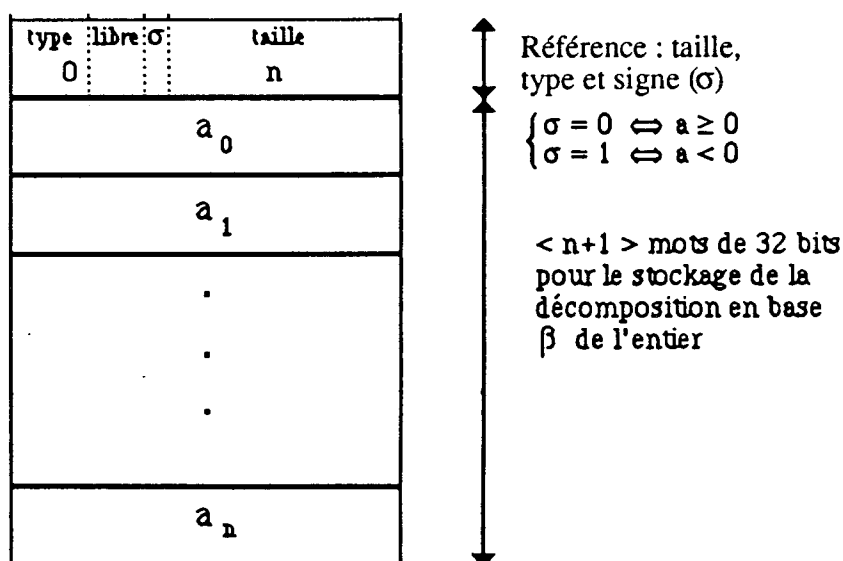 type libre σ taille
0 n
a₀
a₁
.
.
.
aₙ
Référence : taille,
type et signe (σ)
σ = 0 ⇔ a ≥ 0
σ = 1 ⇔ a < 0
< n+1 > mots de 32 bits
pour le stockage de la
décomposition en base
β de l'entier